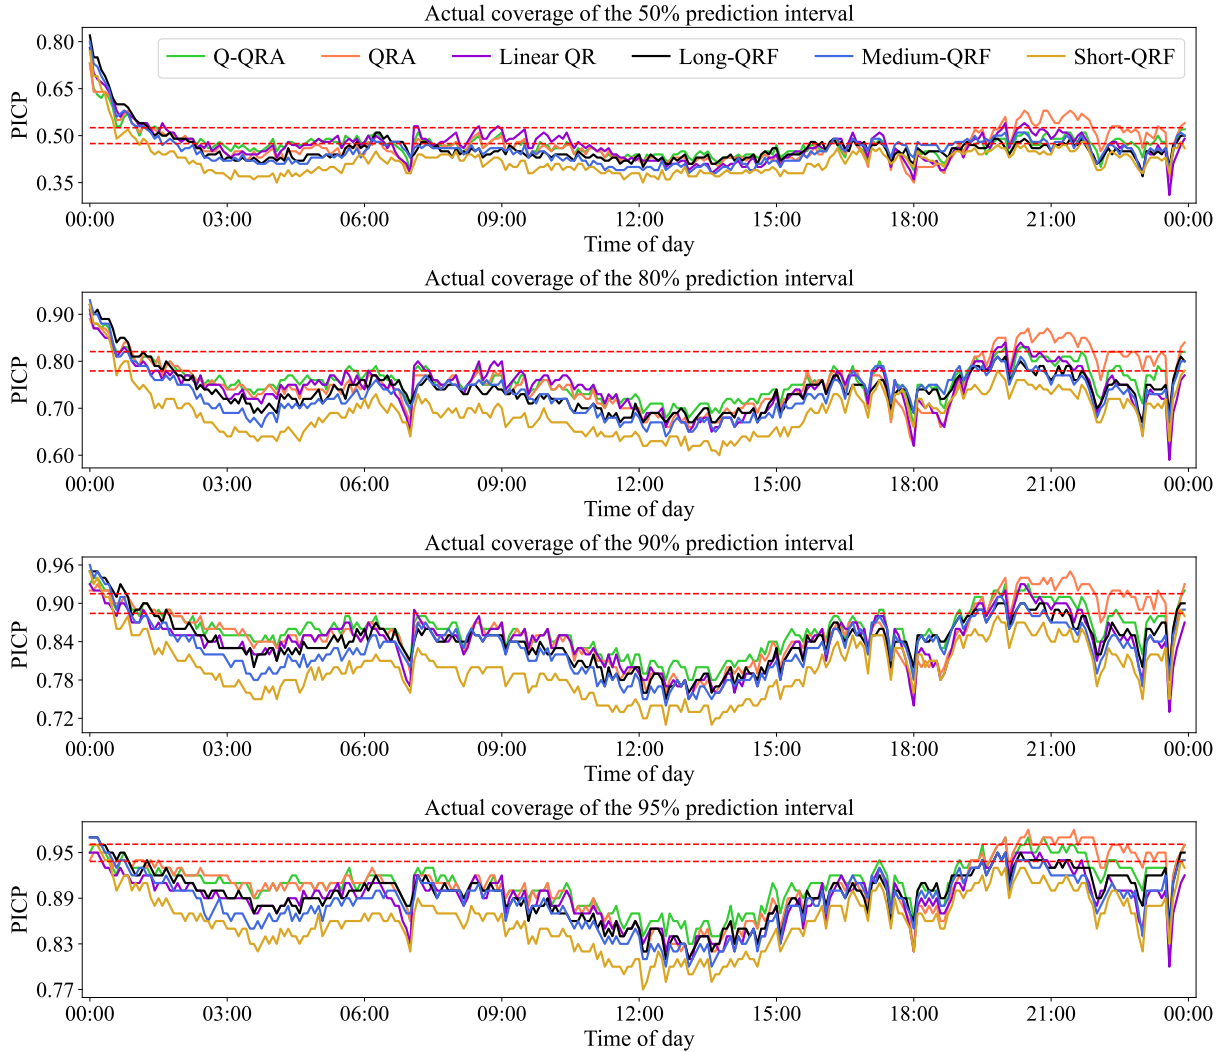 Actual coverage of the 50% prediction interval
0.80
0.65
0.50
0.35
PICP
Q-QRA QRA Linear QR Long-QRF Medium-QRF Short-QRF
00:00 03:00 06:00 09:00 12:00 15:00 18:00 21:00 00:00
Time of day
Actual coverage of the 80% prediction interval
0.90
0.80
0.70
0.60
PICP
00:00 03:00 06:00 09:00 12:00 15:00 18:00 21:00 00:00
Time of day
Actual coverage of the 90% prediction interval
0.96
0.90
0.84
0.78
0.72
PICP
00:00 03:00 06:00 09:00 12:00 15:00 18:00 21:00 00:00
Time of day
Actual coverage of the 95% prediction interval
0.95
0.89
0.83
0.77
PICP
00:00 03:00 06:00 09:00 12:00 15:00 18:00 21:00 00:00
Time of day